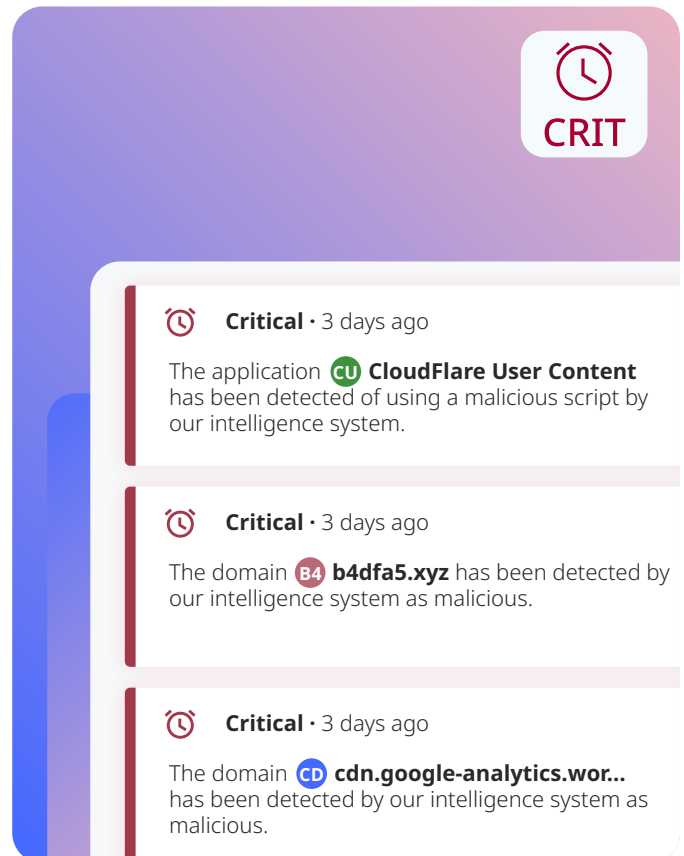 CRIT
Critical · 3 days ago
The application CU CloudFlare User Content
has been detected of using a malicious script by
our intelligence system.
Critical · 3 days ago
The domain B4 b4dfa5.xyz has been detected by
our intelligence system as malicious.
Critical · 3 days ago
The domain CD cdn.google-analytics.wor...
has been detected by our intelligence system as
malicious.